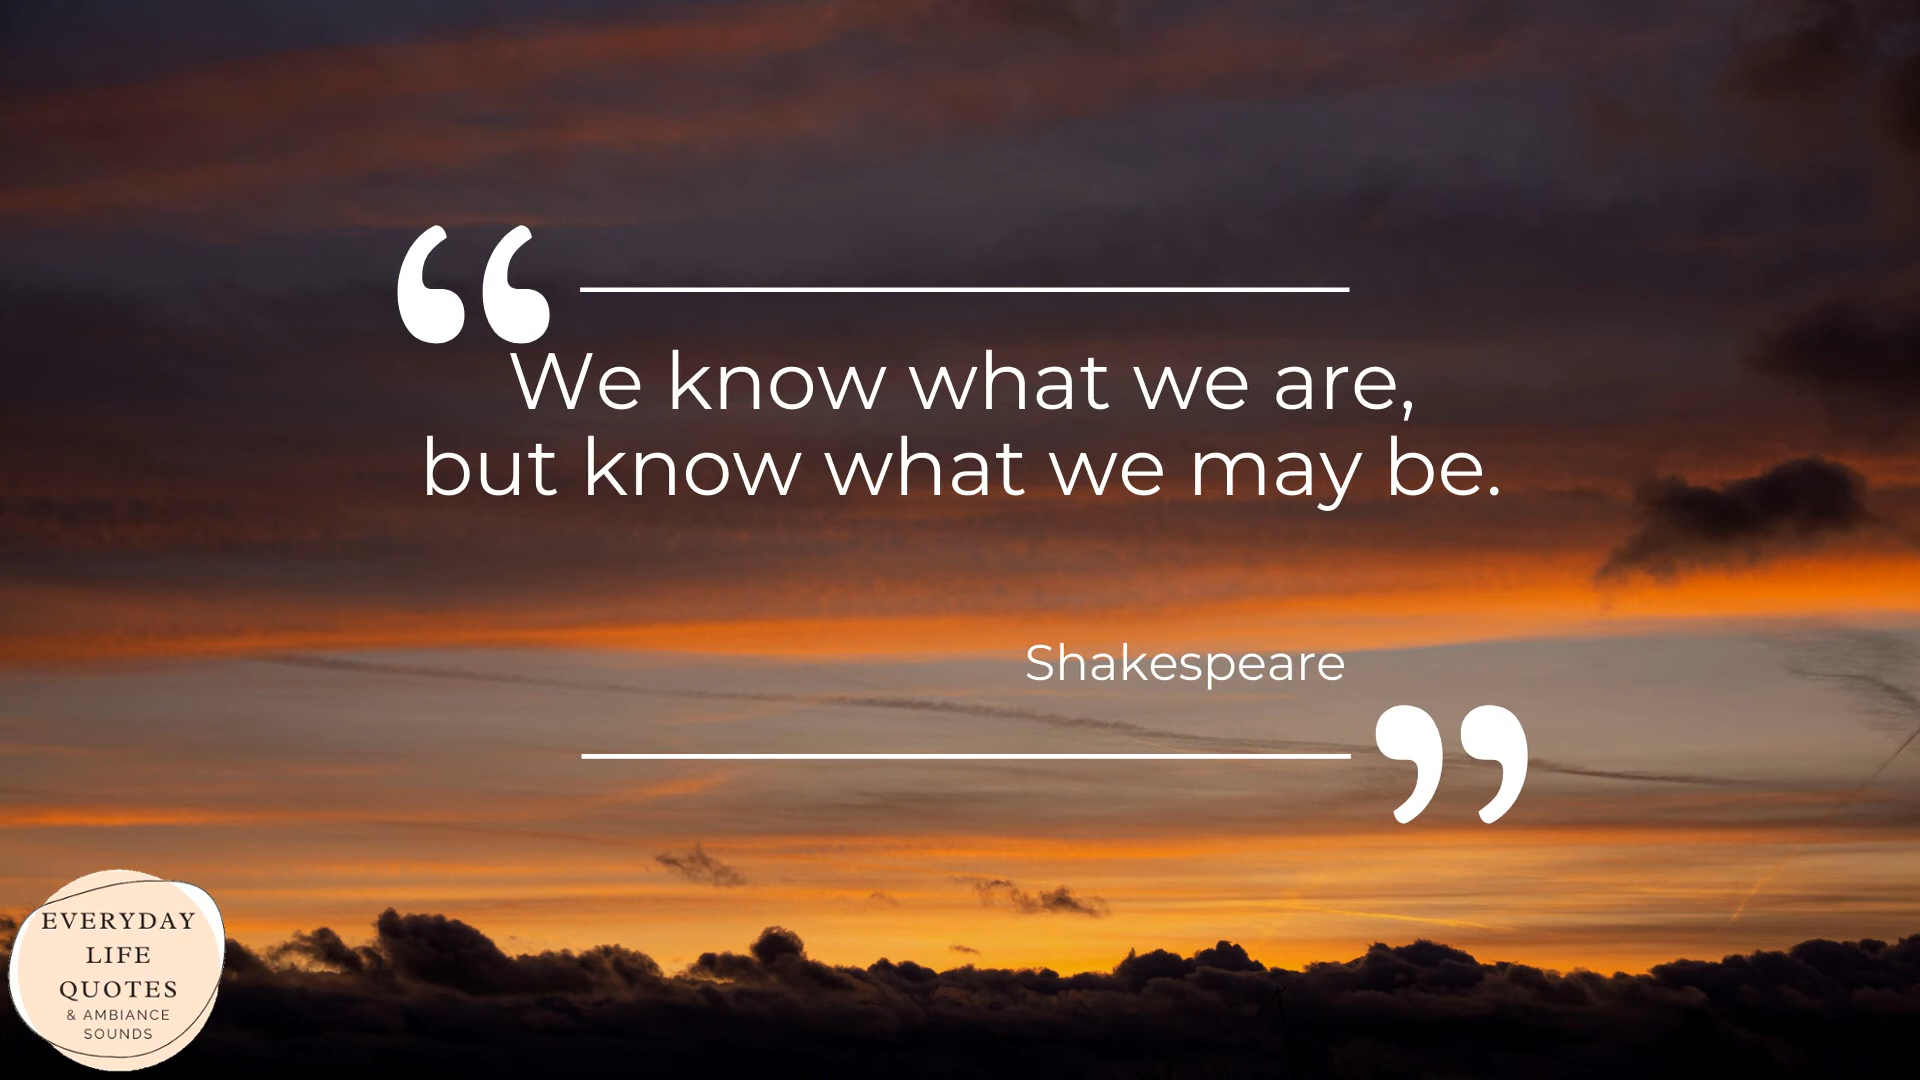 “
We know what we are,
but know what we may be.
Shakespeare
”
EVERYDAY
LIFE
QUOTES
& AMBIANCE
SOUNDS